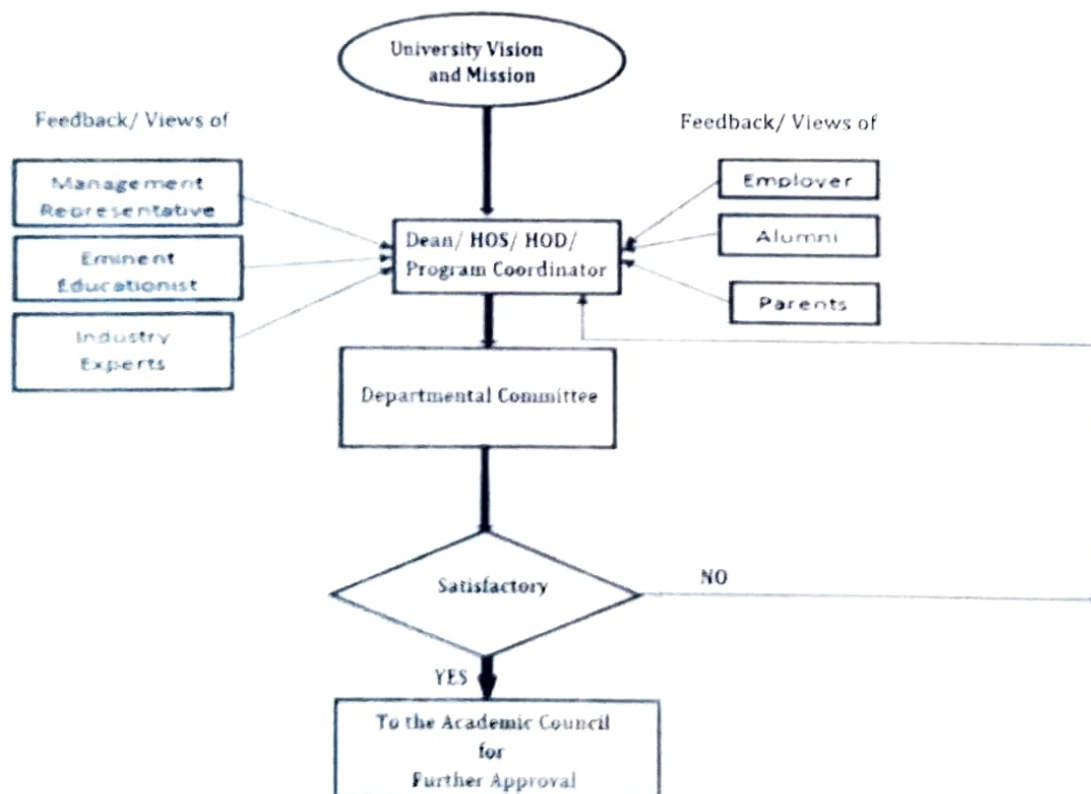 University Vision
and Mission
Feedback/ Views of
Management
Representative
Eminent
Educationist
Industry
Experts
Feedback/ Views of
Employer
Alumni
Parents
Dean/ HOS/ HOD/
Program Coordinator
Departmental Committee
Satisfactory
NO
YES
To the Academic Council
for
Further Approval